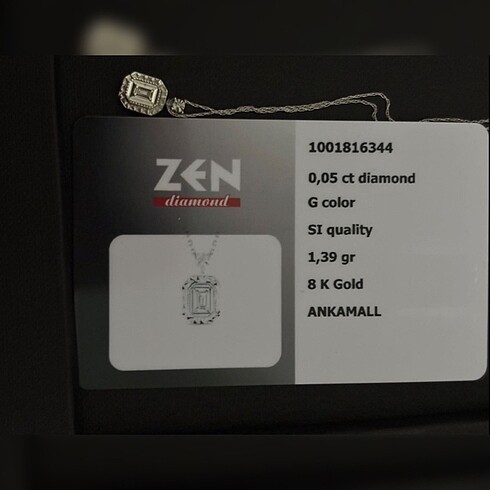 ZEN
diamond
1001816344
0,05 ct diamond
G color
SI quality
1,39 gr
8 K Gold
ANKAMALL